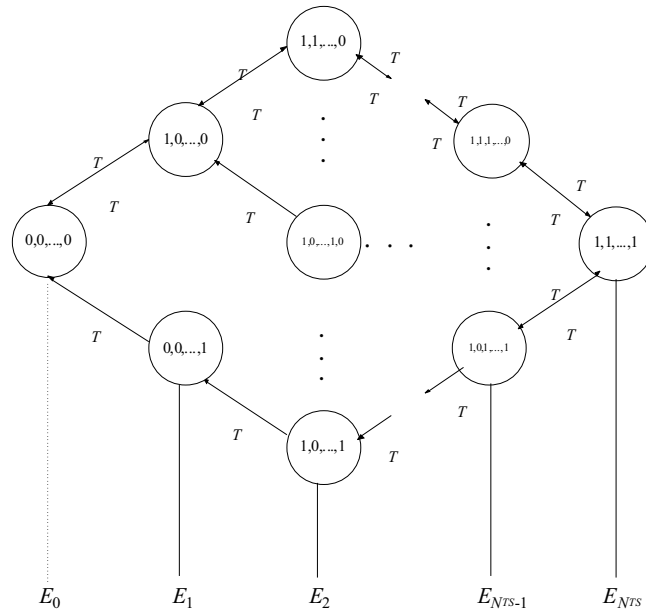 1,1,...,0
T
T
T
T
T
1,0,...,0
1,1,1,...,0
T
T
T
T
T
T
0,0,...,0
1,0,...,1,0
1,1,...,1
T
T
T
0,0,...,1
1,0,1,...,1
T
T
1,0,...,1
T
E0
E1
E2
ENTS-1
ENTS